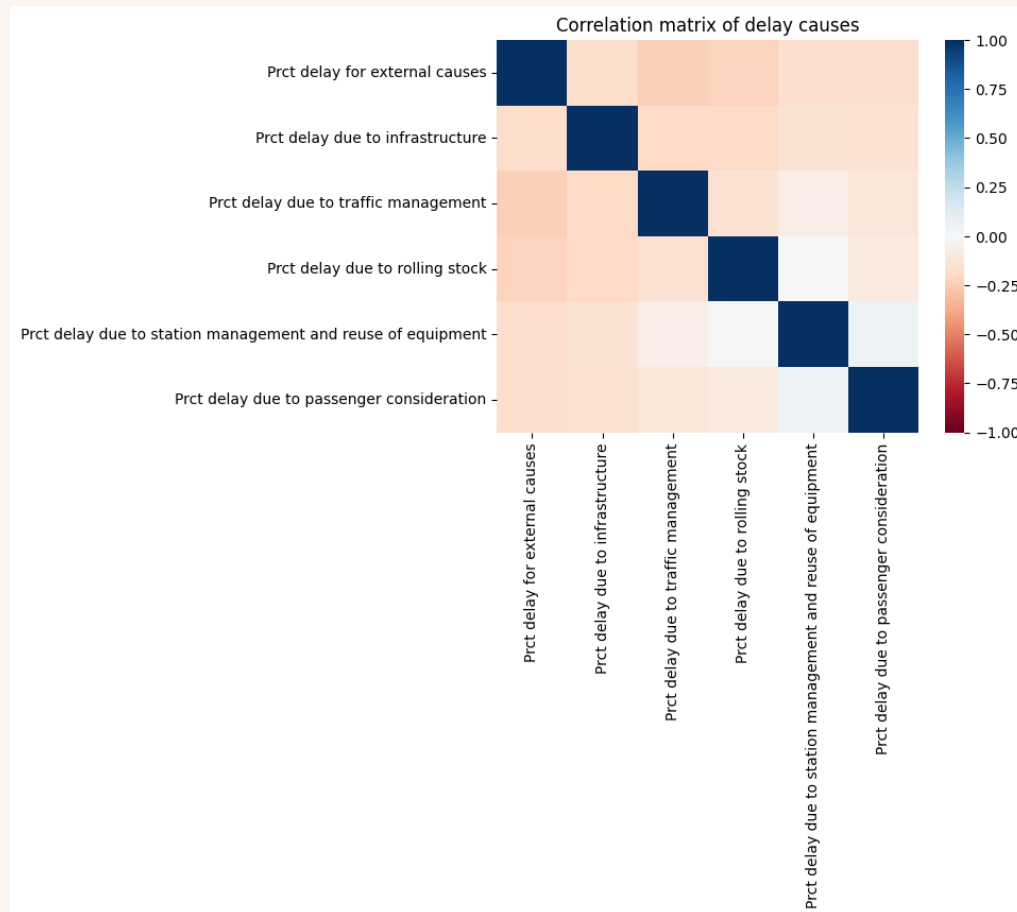 Correlation matrix of delay causes
Prct delay for external causes
Prct delay due to infrastructure
Prct delay due to traffic management
Prct delay due to rolling stock
Prct delay due to station management and reuse of equipment
Prct delay due to passenger consideration
1.00
0.75
0.50
0.25
0.00
−0.25
−0.50
−0.75
−1.00
Prct delay for external causes
Prct delay due to infrastructure
Prct delay due to traffic management
Prct delay due to rolling stock
Prct delay due to station management and reuse of equipment
Prct delay due to passenger consideration